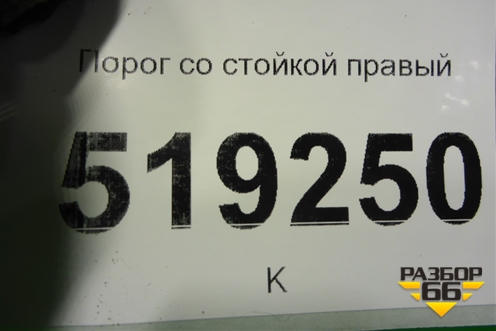 Порог со стойкой правый
519250
К
РАЗБОР
66